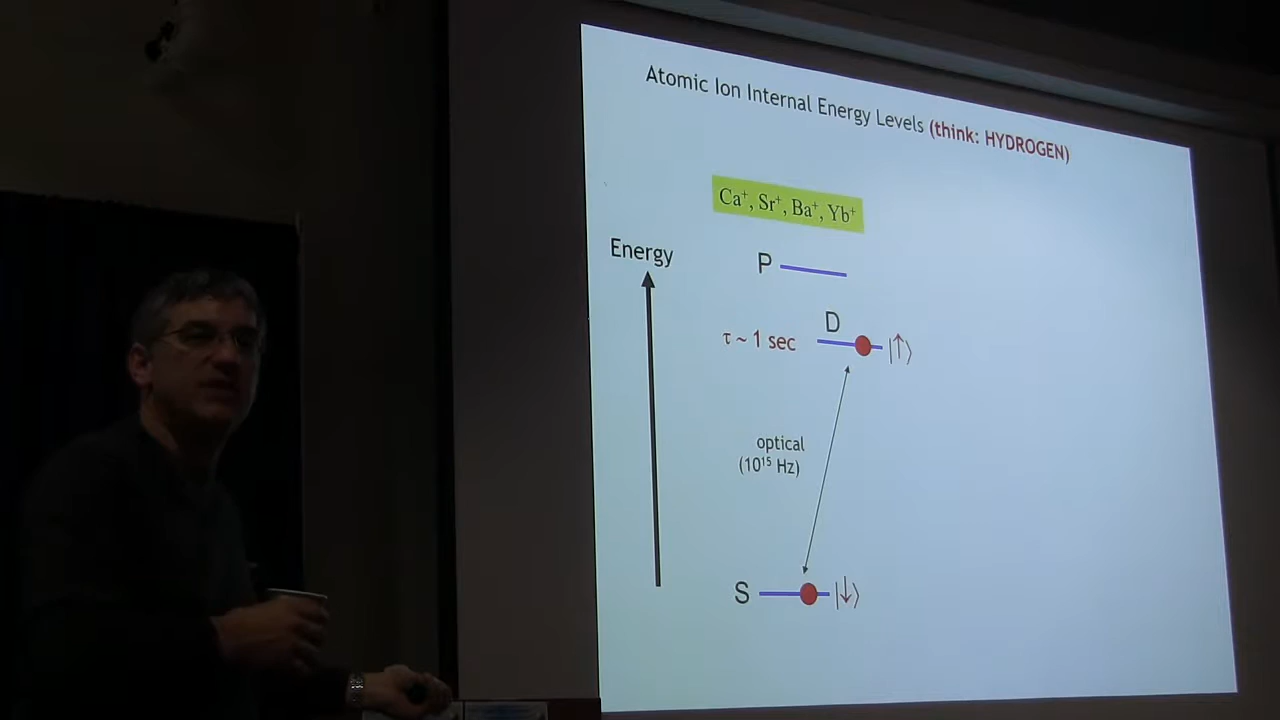 Atomic Ion Internal Energy Levels (think: HYDROGEN)
Ca⁺, Sr⁺, Ba⁺, Yb⁺
Energy
P
D
τ ~ 1 sec
|↑⟩
optical
(10¹⁵ Hz)
S
|↓⟩